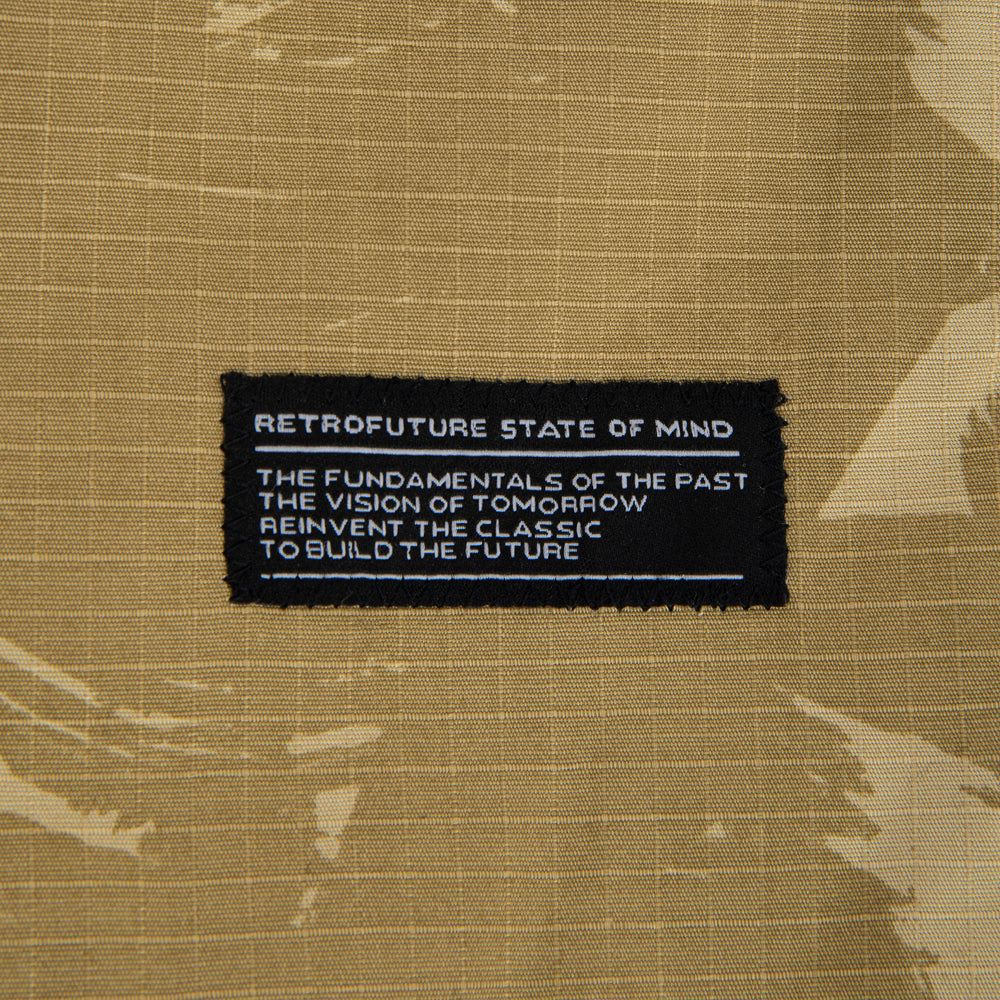 RETROFUTURE STATE OF MIND
THE FUNDAMENTALS OF THE PAST
THE VISION OF TOMORROW
REINVENT THE CLASSIC
TO BUILD THE FUTURE